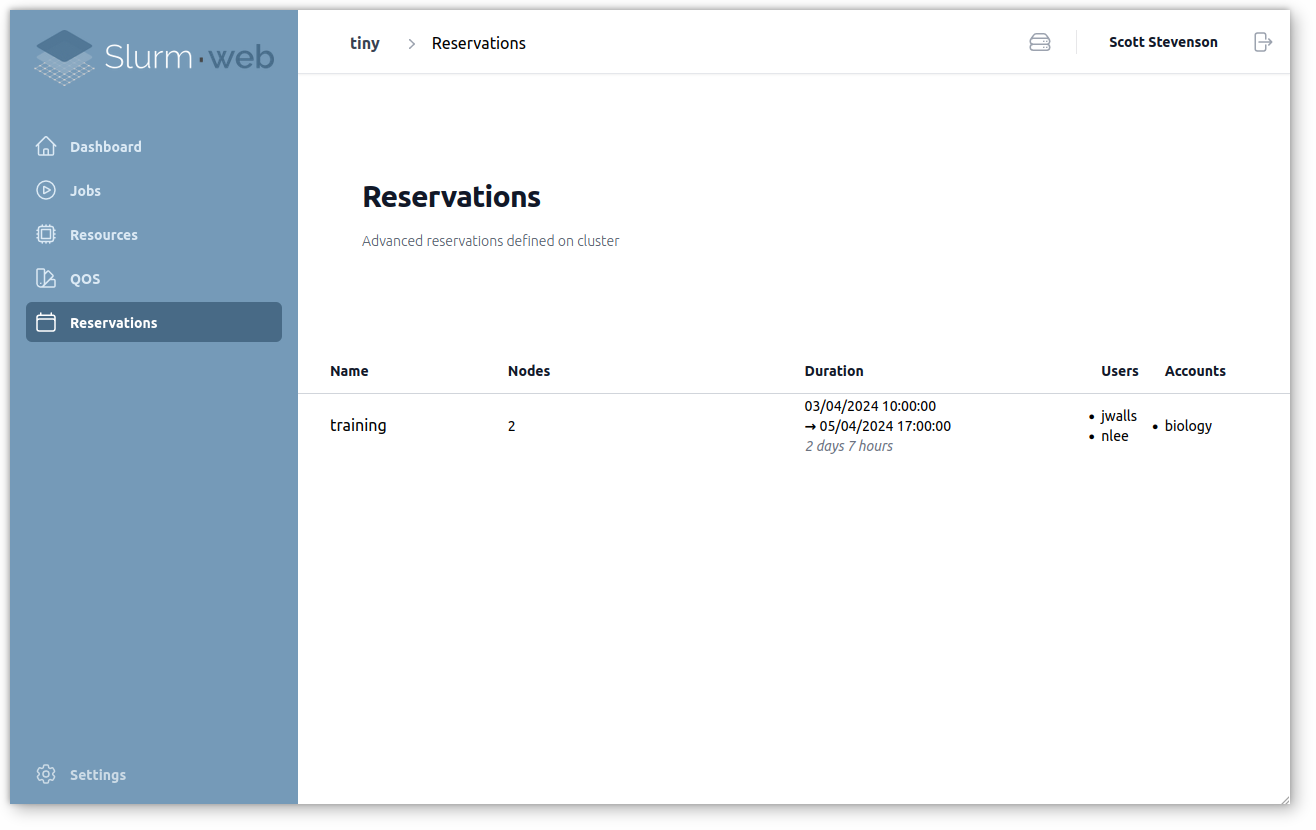 Slurm·web
tiny > Reservations
Scott Stevenson
Dashboard
Jobs
Resources
QOS
Reservations
Settings
Reservations
Advanced reservations defined on cluster
Name Nodes Duration Users Accounts
training 2 03/04/2024 10:00:00
→ 05/04/2024 17:00:00
2 days 7 hours
• jwalls
• nlee
• biology